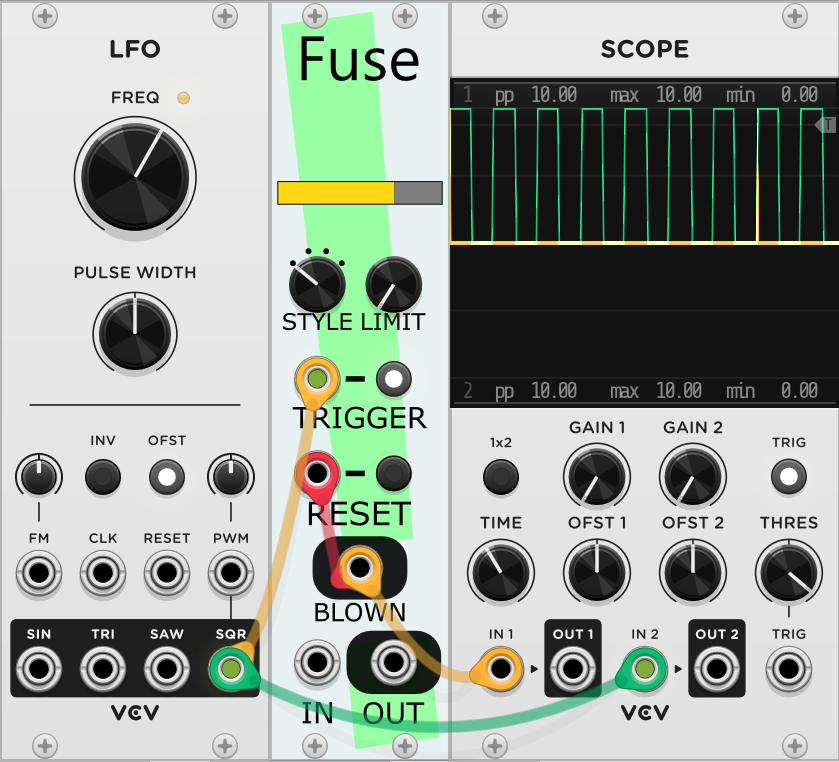 LFO
FREQ
PULSE WIDTH
INV OFST
FM CLK RESET PWM
SIN TRI SAW SQR
VCV
Fuse
STYLE LIMIT
TRIGGER
RESET
BLOWN
IN OUT
SCOPE
1 pp 10.00 max 10.00 min 0.00
T
2 pp 10.00 max 10.00 min 0.00
1x2 GAIN 1 GAIN 2 TRIG
TIME OFST 1 OFST 2 THRES
IN 1 OUT 1 IN 2 OUT 2 TRIG
VCV